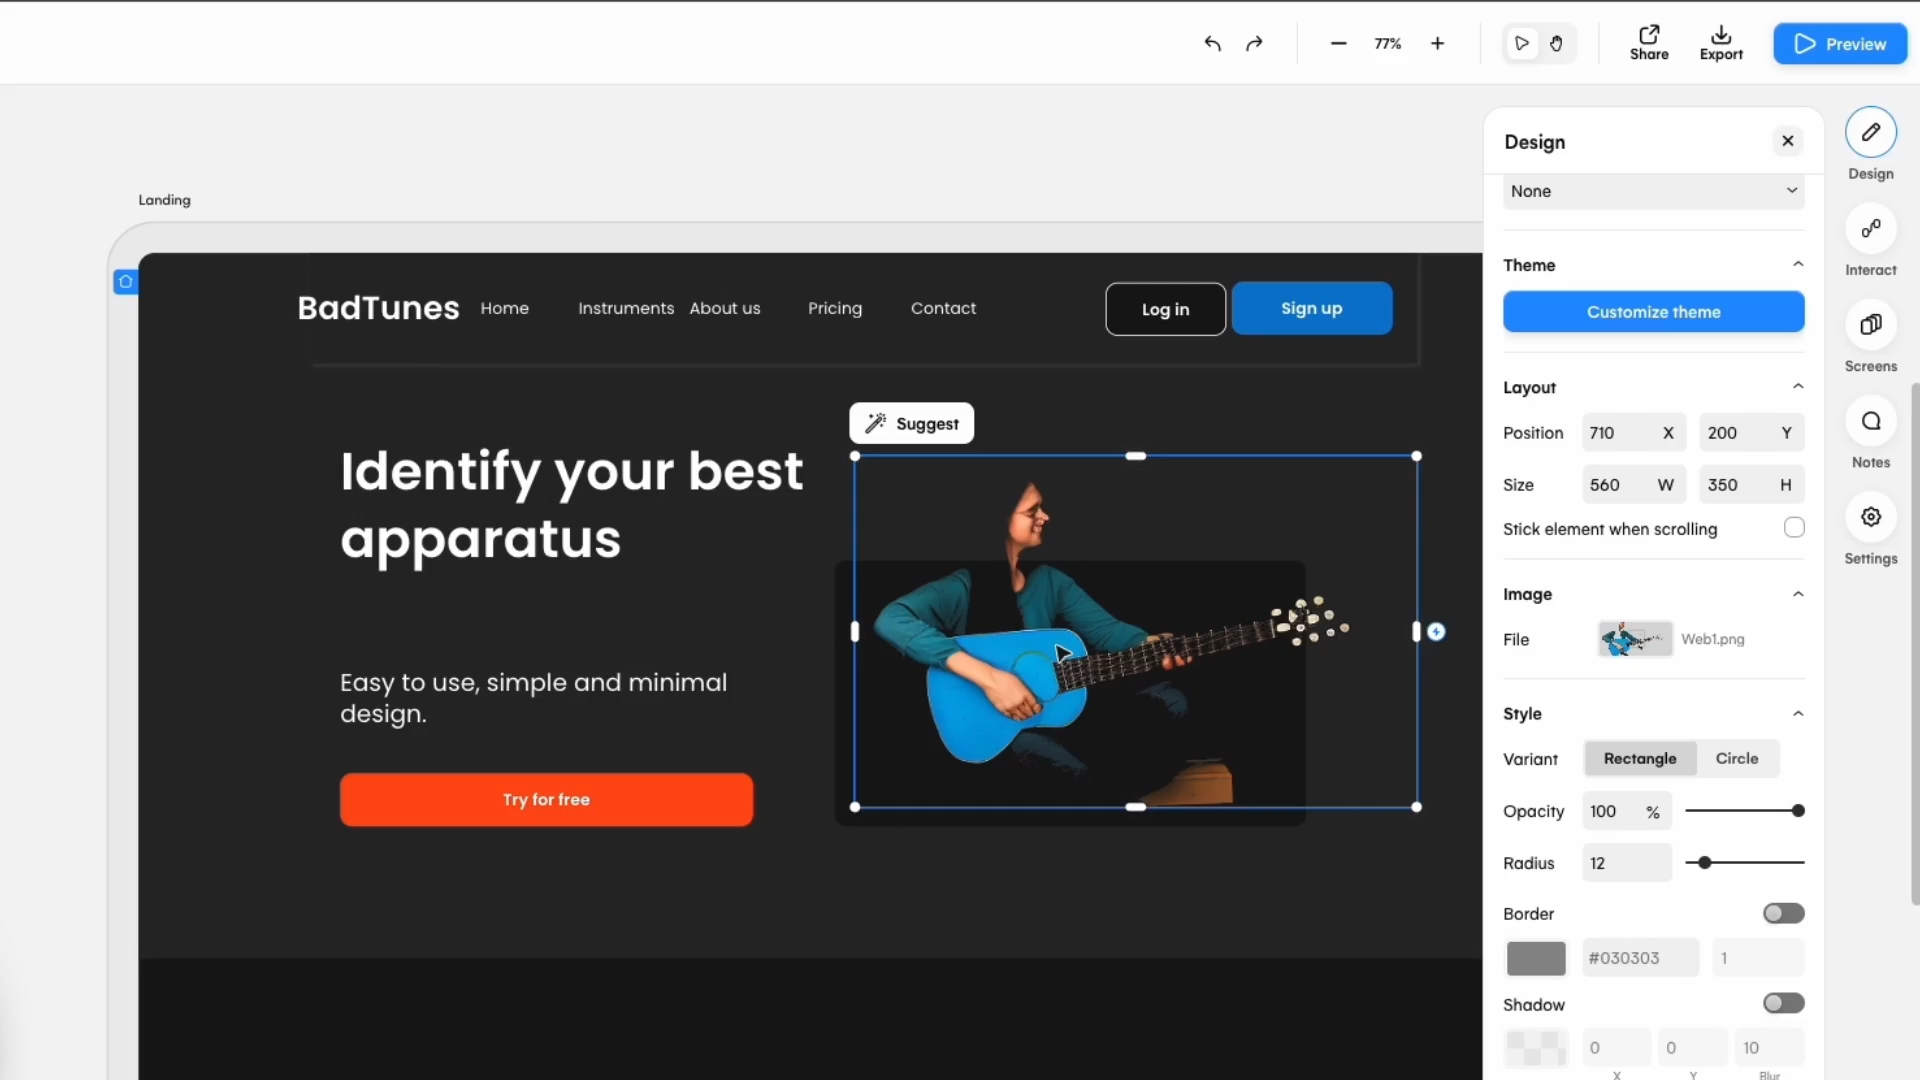 77%
Share
Export
Preview
Design
None
Theme
Customize theme
Layout
Position 710 X 200 Y
Size 560 W 350 H
Stick element when scrolling
Image
File Web1.png
Style
Variant Rectangle Circle
Opacity 100 %
Radius 12
Border
#030303 1
Shadow
0 0 10
X Y Blur
Design
Interact
Screens
Notes
Settings
Landing
BadTunes Home Instruments About us Pricing Contact Log in Sign up
Suggest
Identify your best
apparatus
Easy to use, simple and minimal
design.
Try for free